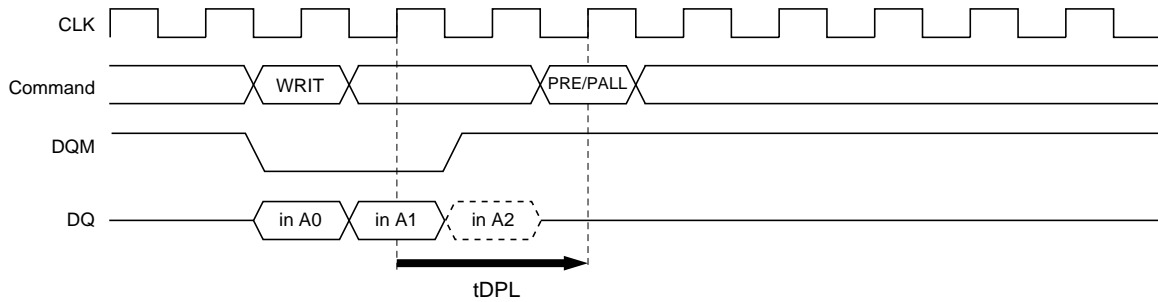 CLK
Command WRIT PRE/PALL
DQM
DQ in A0 in A1 in A2
tDPL